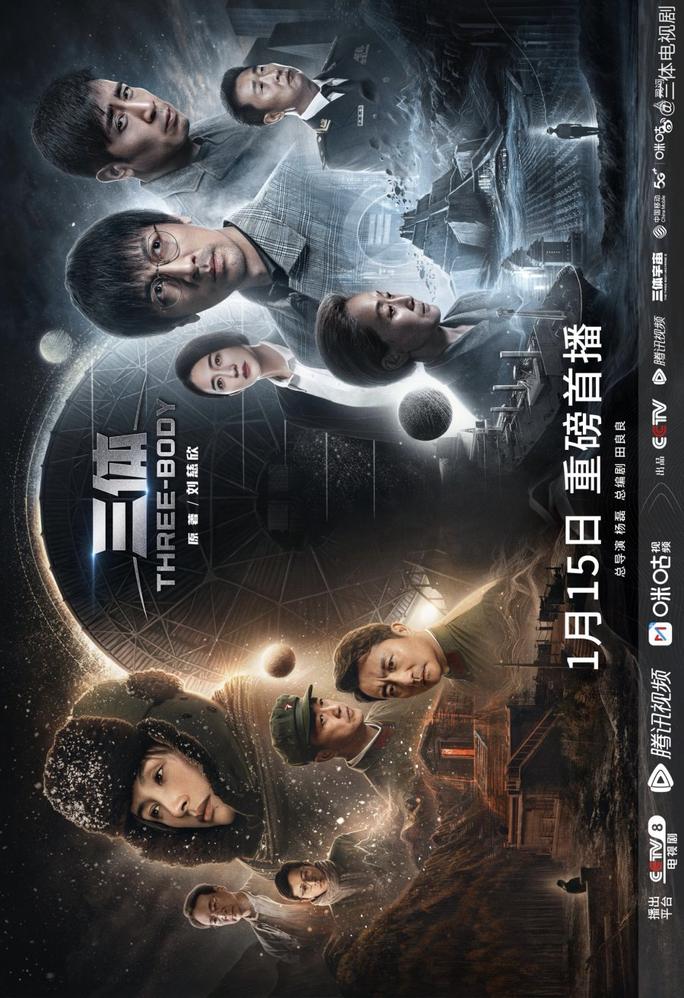 三体
THREE-BODY
原著 / 刘慈欣
1月15日 重磅首播
总导演 杨磊 总编剧 田良良
播出平台 CCTV 8 电视剧 腾讯视频 咪咕视频 出品 CCTV 腾讯视频 三体宇宙 中国移动 China Mobile 5G+ 咪咕
@三体电视剧